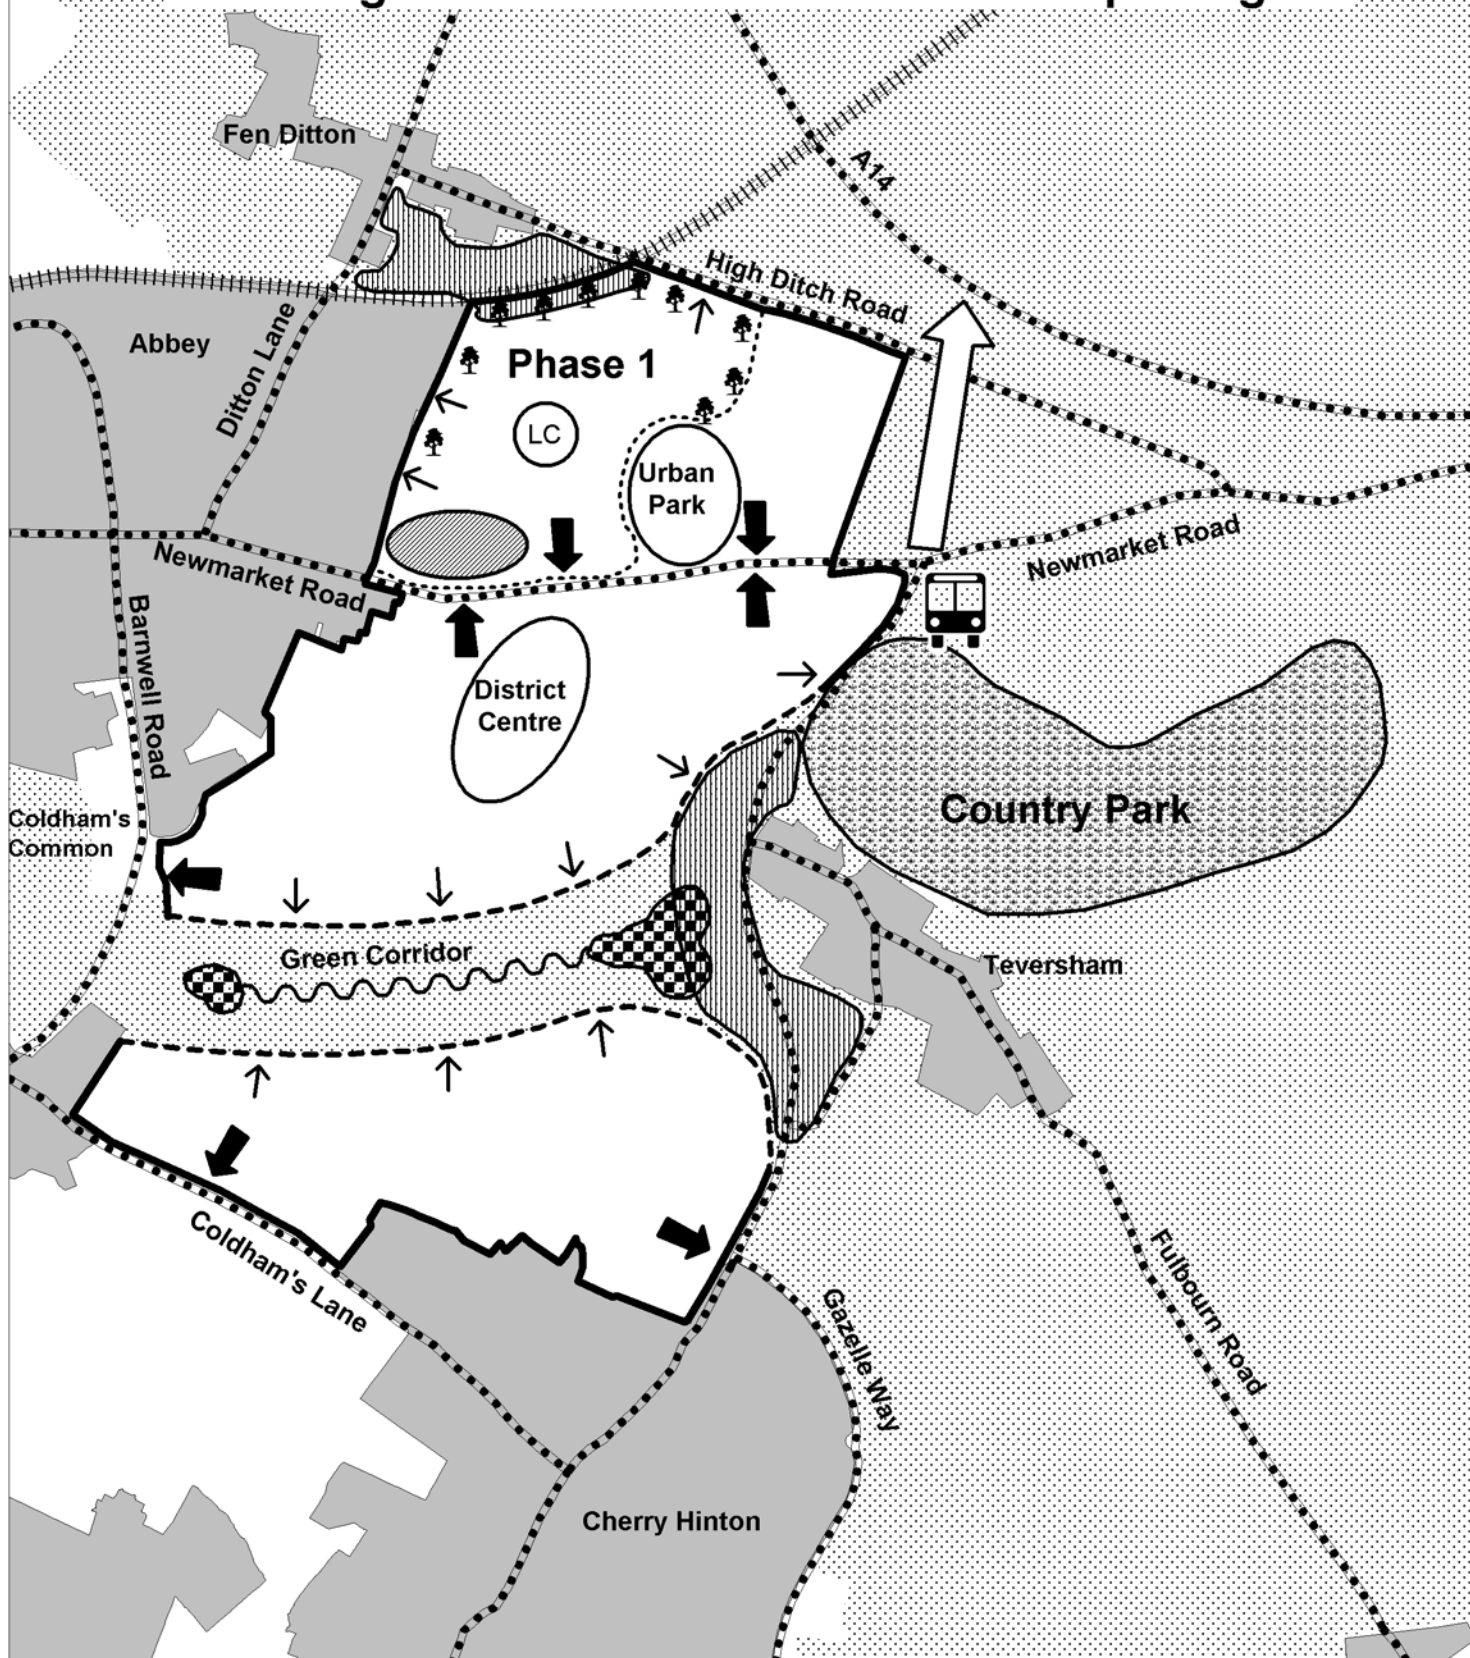 Fen Ditton
A14
High Ditch Road
Abbey
Ditton Lane
Phase 1
LC
Urban
Park
Newmarket Road
Newmarket Road
Barnwell Road
District
Centre
Country Park
Coldham's
Common
Green Corridor
Teversham
Coldham's Lane
Gazelle Way
Fulbourn Road
Cherry Hinton